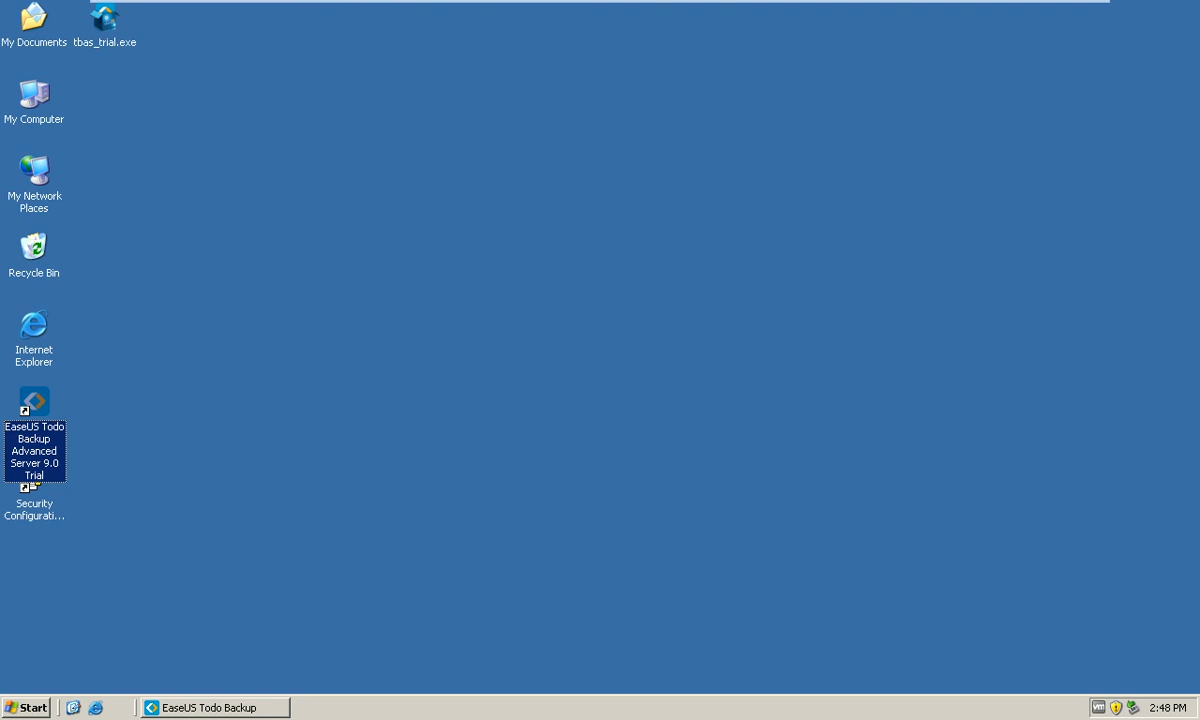 My Documents
tbas_trial.exe
My Computer
My Network
Places
Recycle Bin
Internet
Explorer
EaseUS Todo
Backup
Advanced
Server 9.0
Trial
Security
Configurati...
Start
EaseUS Todo Backup
vm
2:48 PM